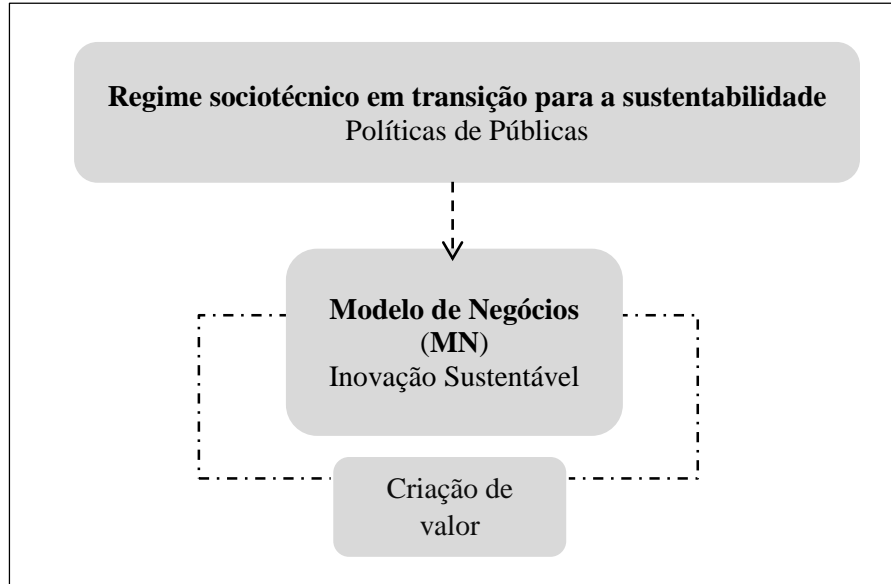 Regime sociotécnico em transição para a sustentabilidade
Políticas de Públicas
Modelo de Negócios
(MN)
Inovação Sustentável
Criação de
valor